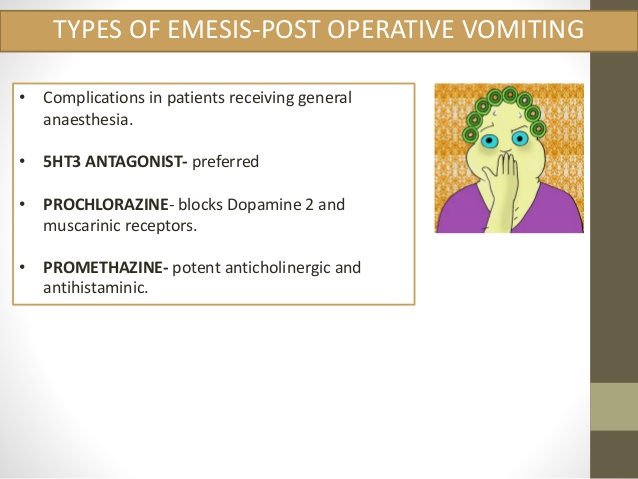 TYPES OF EMESIS-POST OPERATIVE VOMITING
• Complications in patients receiving general
anaesthesia.
• 5HT3 ANTAGONIST- preferred
• PROCHLORAZINE- blocks Dopamine 2 and
muscarinic receptors.
• PROMETHAZINE- potent anticholinergic and
antihistaminic.